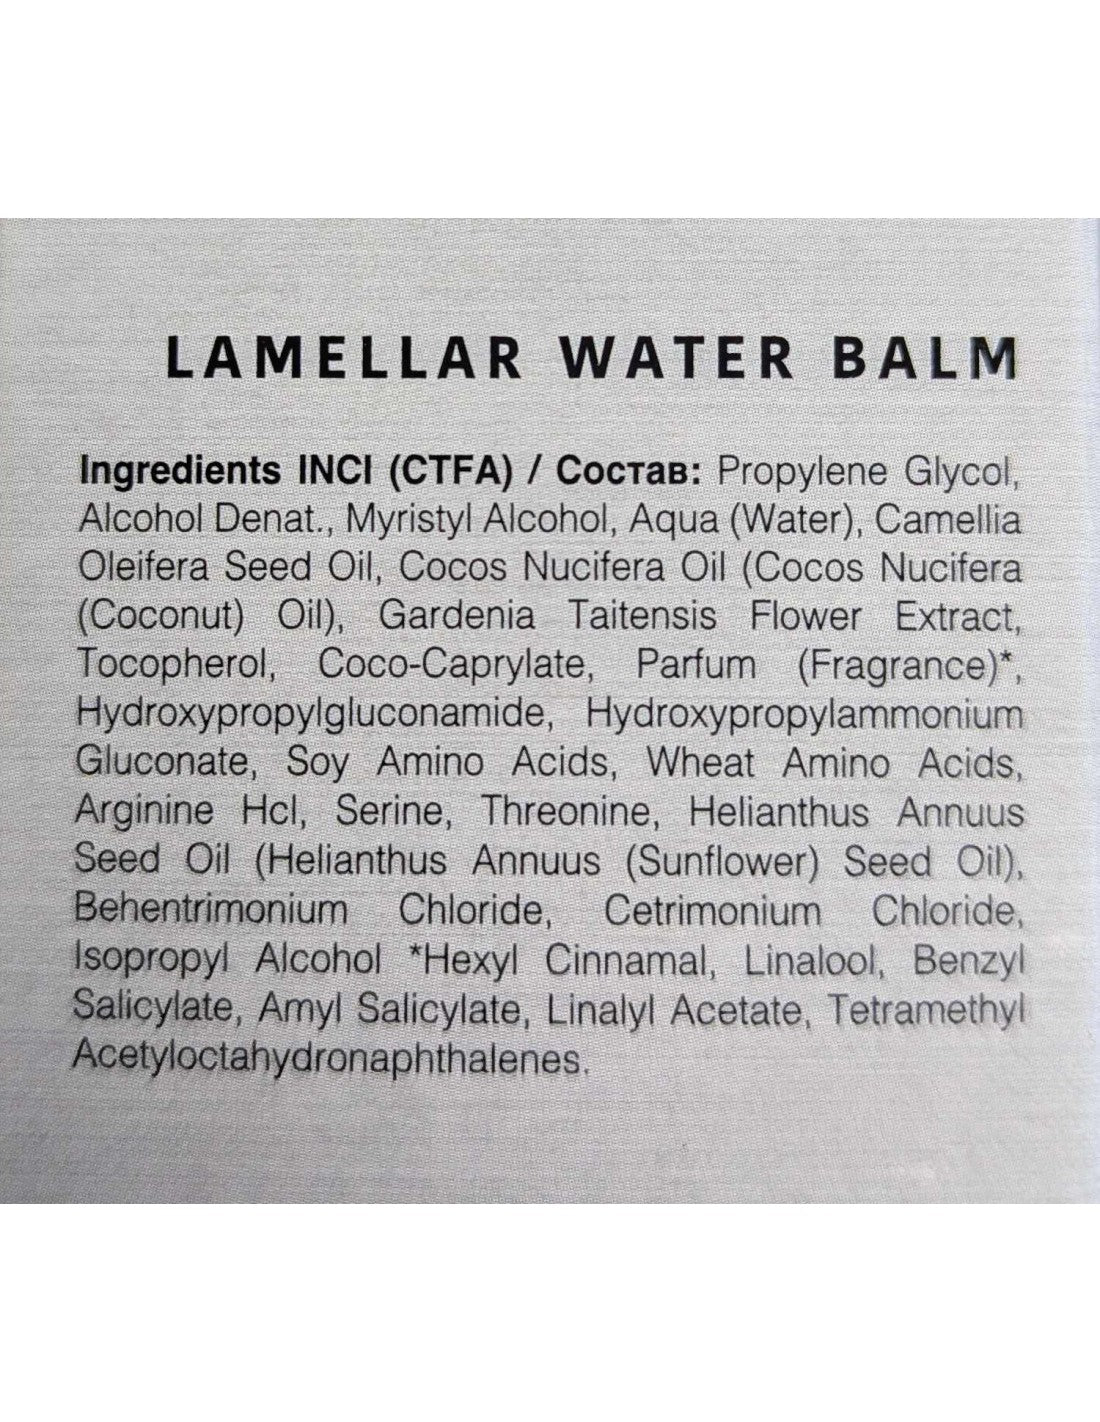 LAMELLAR WATER BALM
Ingredients INCI (CTFA) / Состав: Propylene Glycol,
Alcohol Denat., Myristyl Alcohol, Aqua (Water), Camellia
Oleifera Seed Oil, Cocos Nucifera Oil (Cocos Nucifera
(Coconut) Oil), Gardenia Taitensis Flower Extract,
Tocopherol, Coco-Caprylate, Parfum (Fragrance)*,
Hydroxypropylgluconamide, Hydroxypropylammonium
Gluconate, Soy Amino Acids, Wheat Amino Acids,
Arginine Hcl, Serine, Threonine, Helianthus Annuus
Seed Oil (Helianthus Annuus (Sunflower) Seed Oil),
Behentrimonium Chloride, Cetrimonium Chloride,
Isopropyl Alcohol *Hexyl Cinnamal, Linalool, Benzyl
Salicylate, Amyl Salicylate, Linalyl Acetate, Tetramethyl
Acetyloctahydronaphthalenes.